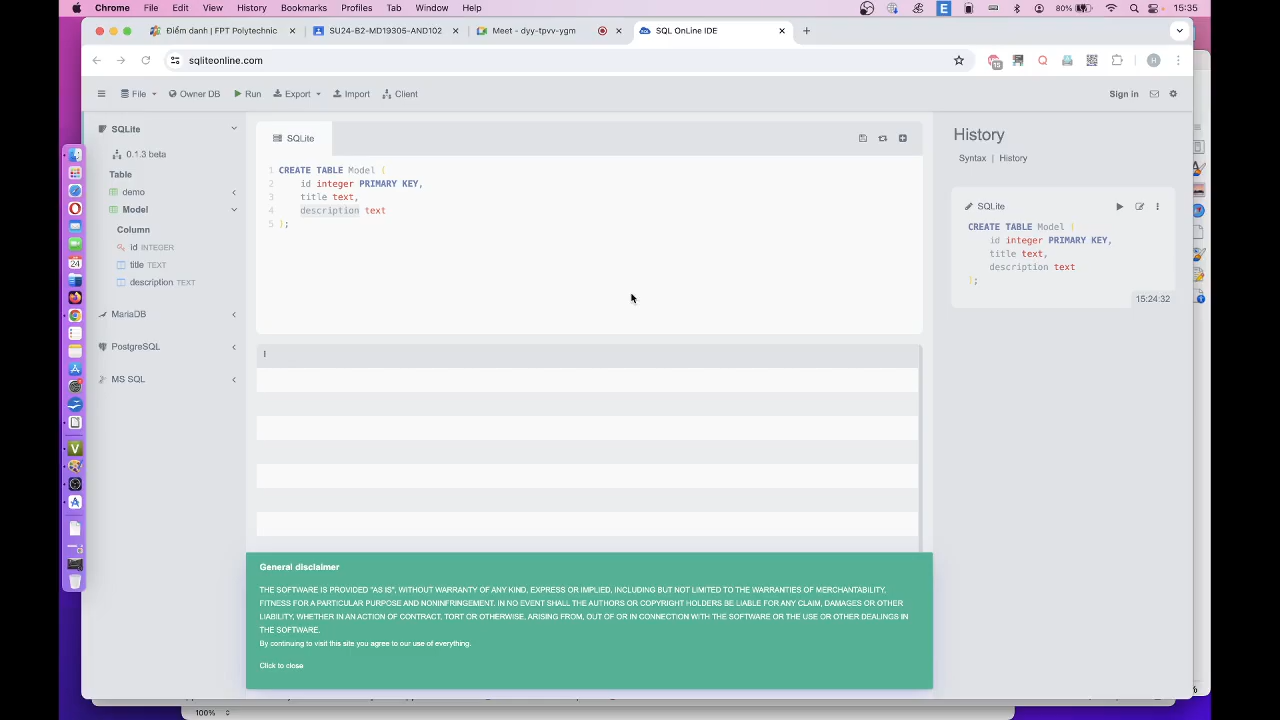 Chrome File Edit View History Bookmarks Profiles Tab Window Help
E 80% 15:35
Điểm danh | FPT Polytechnic
SU24-B2-MD19305-AND102
Meet - dyy-tpvv-ygm
SQL OnLine IDE
sqliteonline.com
15
H
File Owner DB Run Export Import Client
Sign in
SQLite
0.1.3 beta
Table
demo
Model
Column
id INTEGER
title TEXT
description TEXT
MariaDB
PostgreSQL
MS SQL
SQLite
1 CREATE TABLE Model (
2 id integer PRIMARY KEY,
3 title text,
4 description text
5 );
History
Syntax | History
SQLite
CREATE TABLE Model (
id integer PRIMARY KEY,
title text,
description text
);
15:24:32
24
V
!
General disclaimer
THE SOFTWARE IS PROVIDED "AS IS", WITHOUT WARRANTY OF ANY KIND, EXPRESS OR IMPLIED, INCLUDING BUT NOT LIMITED TO THE WARRANTIES OF MERCHANTABILITY,
FITNESS FOR A PARTICULAR PURPOSE AND NONINFRINGEMENT. IN NO EVENT SHALL THE AUTHORS OR COPYRIGHT HOLDERS BE LIABLE FOR ANY CLAIM, DAMAGES OR OTHER
LIABILITY, WHETHER IN AN ACTION OF CONTRACT, TORT OR OTHERWISE, ARISING FROM, OUT OF OR IN CONNECTION WITH THE SOFTWARE OR THE USE OR OTHER DEALINGS IN
THE SOFTWARE.
By continuing to visit this site you agree to our use of everything.
Click to close
100%